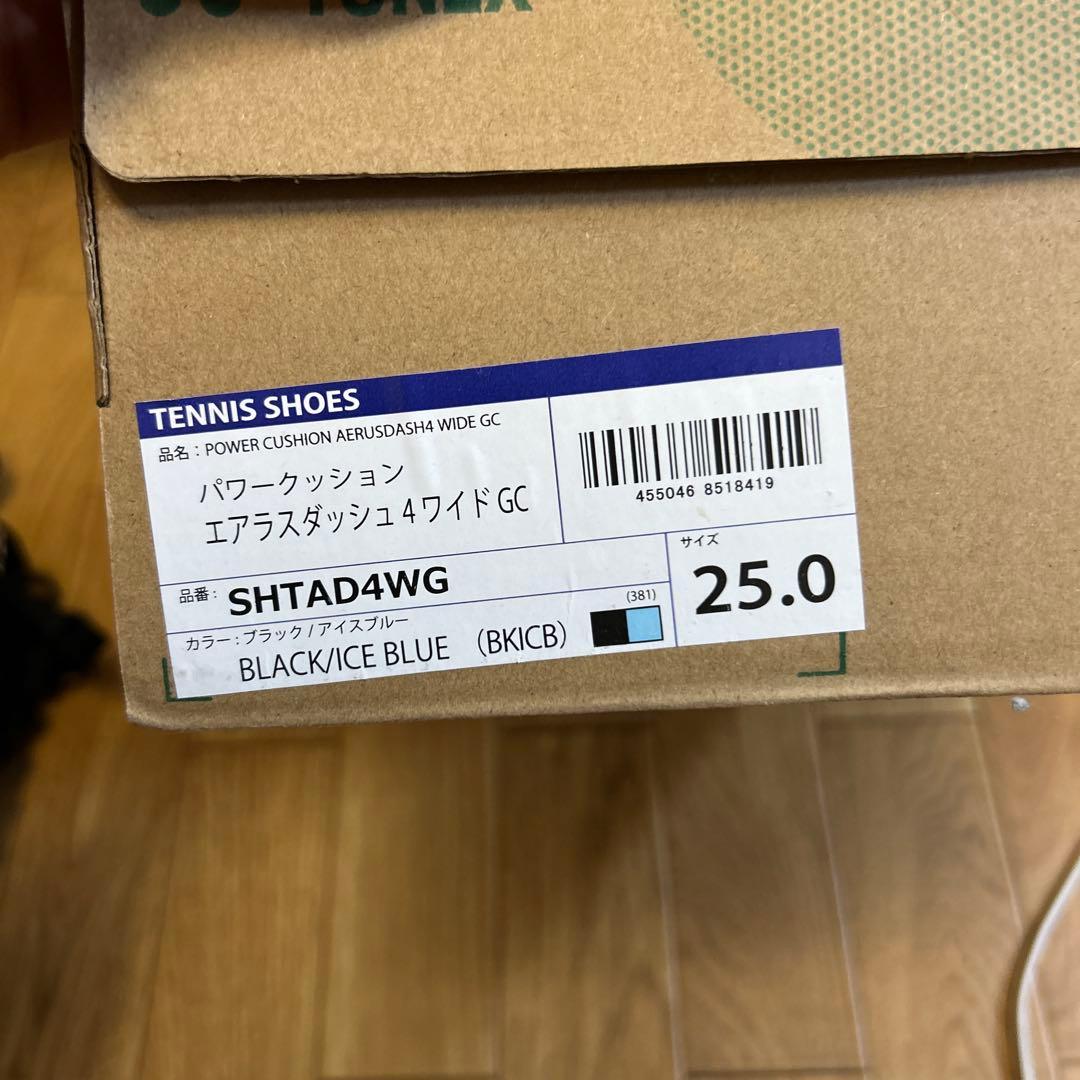 YONEX
TENNIS SHOES
品名：POWER CUSHION AERUSDASH4 WIDE GC
パワークッション
エアラスダッシュ4ワイド GC
455046 8518419
品番： SHTAD4WG
サイズ
25.0
カラー：ブラック / アイスブルー
(381)
BLACK/ICE BLUE （BKICB）